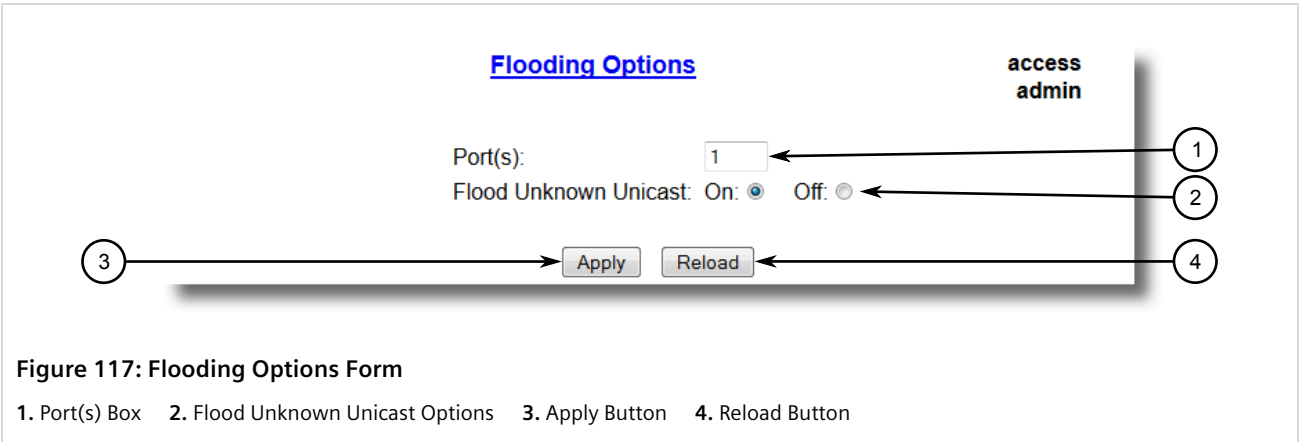 Flooding Options
access
admin
Port(s): 1
1
Flood Unknown Unicast: On: Off:
2
3
Apply Reload
4
Figure 117: Flooding Options Form
1. Port(s) Box 2. Flood Unknown Unicast Options 3. Apply Button 4. Reload Button